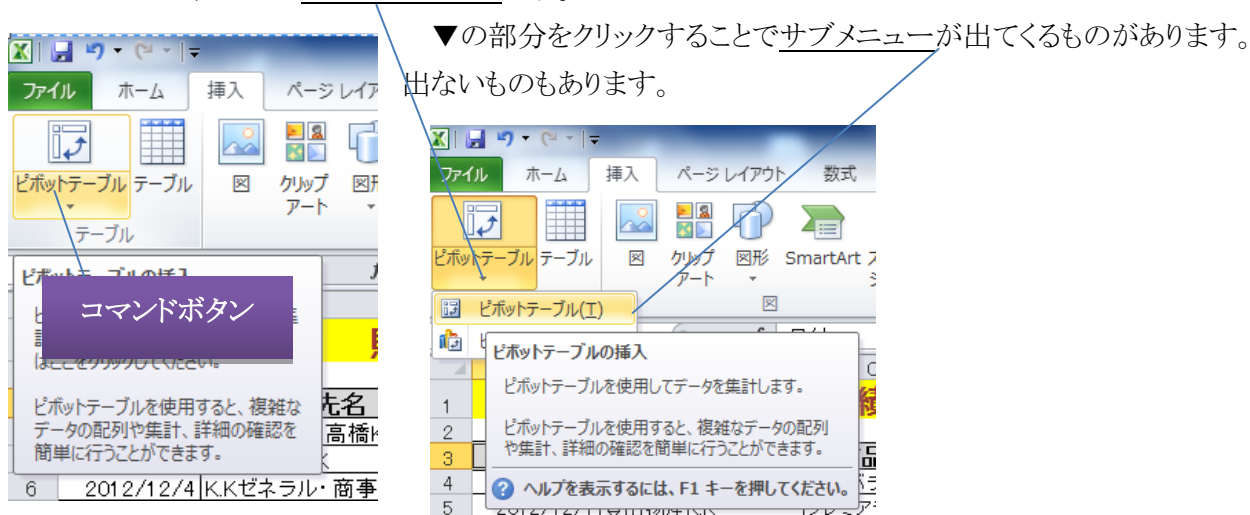 ▼の部分をクリックすることでサブメニューが出てくるものがあります。
出ないものもあります。
ファイル ホーム 挿入 ページ レイア
ピボットテーブル テーブル 図 クリップ アート
テーブル
ピボットテーブルの挿入
コマンドボタン
はここをクリックしてください。
ピボットテーブルを使用すると、複雑な
データの配列や集計、詳細の確認を
簡単に行うことができます。
先名
高橋
6 2012/12/4 K.Kゼネラル・商事
ファイル ホーム 挿入 ページ レイアウト 数式
ピボットテーブル テーブル 図 クリップ アート 図形 SmartArt
図
ピボットテーブル(T)
ピボットテーブルの挿入
ピボットテーブルを使用してデータを集計します。
ピボットテーブルを使用すると、複雑なデータの配列
や集計、詳細の確認を簡単に行うことができます。
ヘルプを表示するには、F1 キーを押してください。
1
2
3
4
5